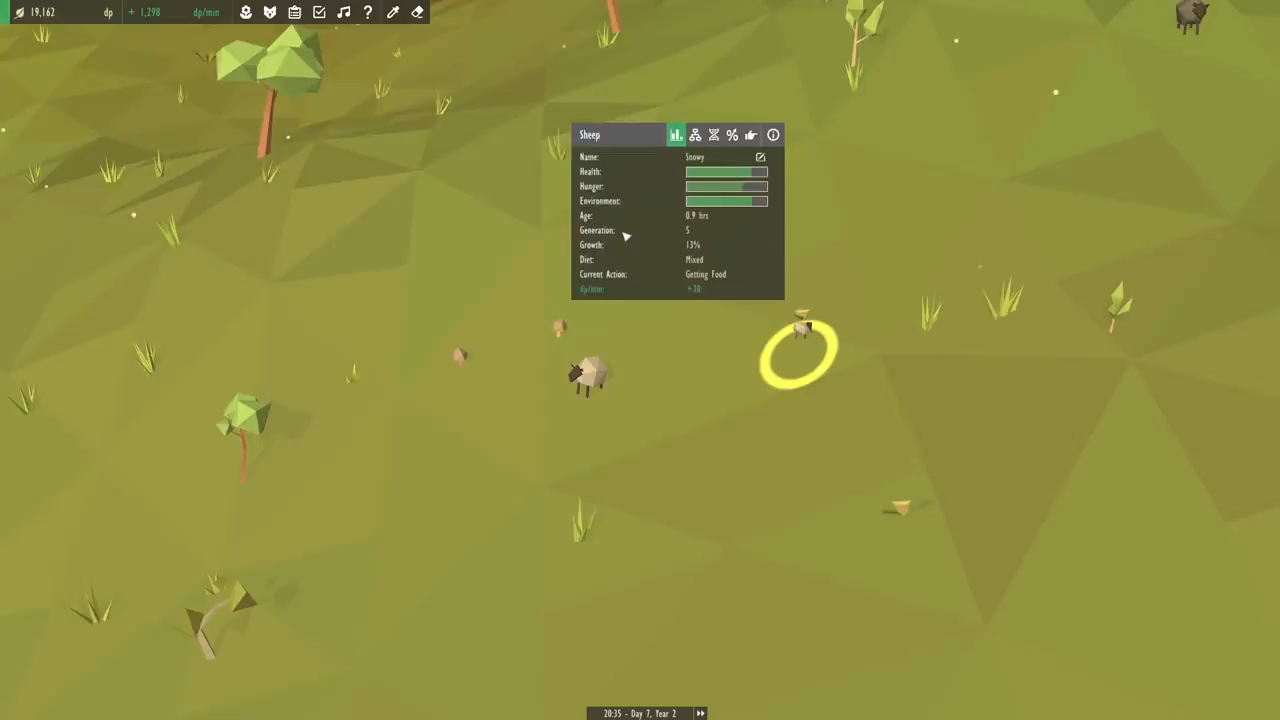 19,162 dp + 1,298 dp/min ?
Sheep %
Name: Snowy
Health:
Hunger:
Environment:
Age: 0.9 hrs
Generation: 5
Growth: 13%
Diet: Mixed
Current Action: Getting Food
dp/min: +20
20:35 - Day 7, Year 2